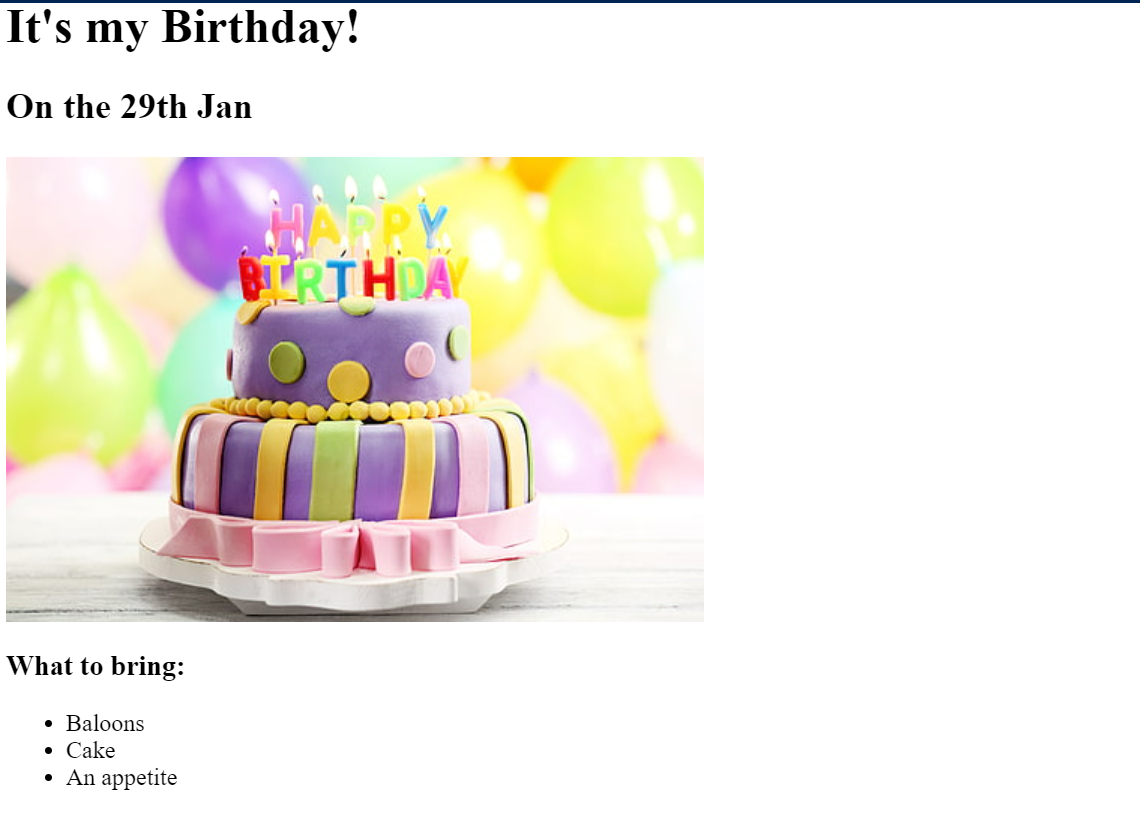 It's my Birthday!
On the 29th Jan
HAPPY
BIRTHDAY
What to bring:
Baloons
Cake
An appetite